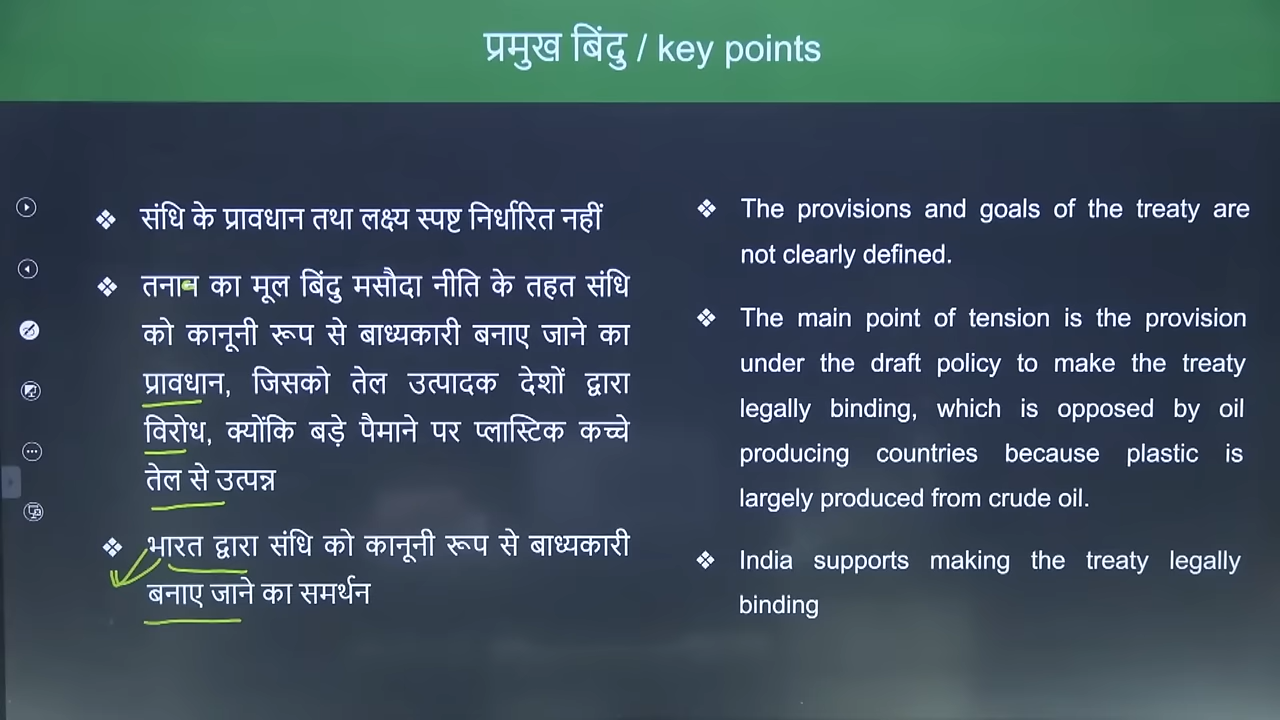 प्रमुख बिंदु / key points
❖ संधि के प्रावधान तथा लक्ष्य स्पष्ट निर्धारित नहीं
❖ तनान का मूल बिंदु मसौदा नीति के तहत संधि
को कानूनी रूप से बाध्यकारी बनाए जाने का
प्रावधान, जिसको तेल उत्पादक देशों द्वारा
विरोध, क्योंकि बड़े पैमाने पर प्लास्टिक कच्चे
तेल से उत्पन्न
❖ भारत द्वारा संधि को कानूनी रूप से बाध्यकारी
बनाए जाने का समर्थन
❖ The provisions and goals of the treaty are
not clearly defined.
❖ The main point of tension is the provision
under the draft policy to make the treaty
legally binding, which is opposed by oil
producing countries because plastic is
largely produced from crude oil.
❖ India supports making the treaty legally
binding